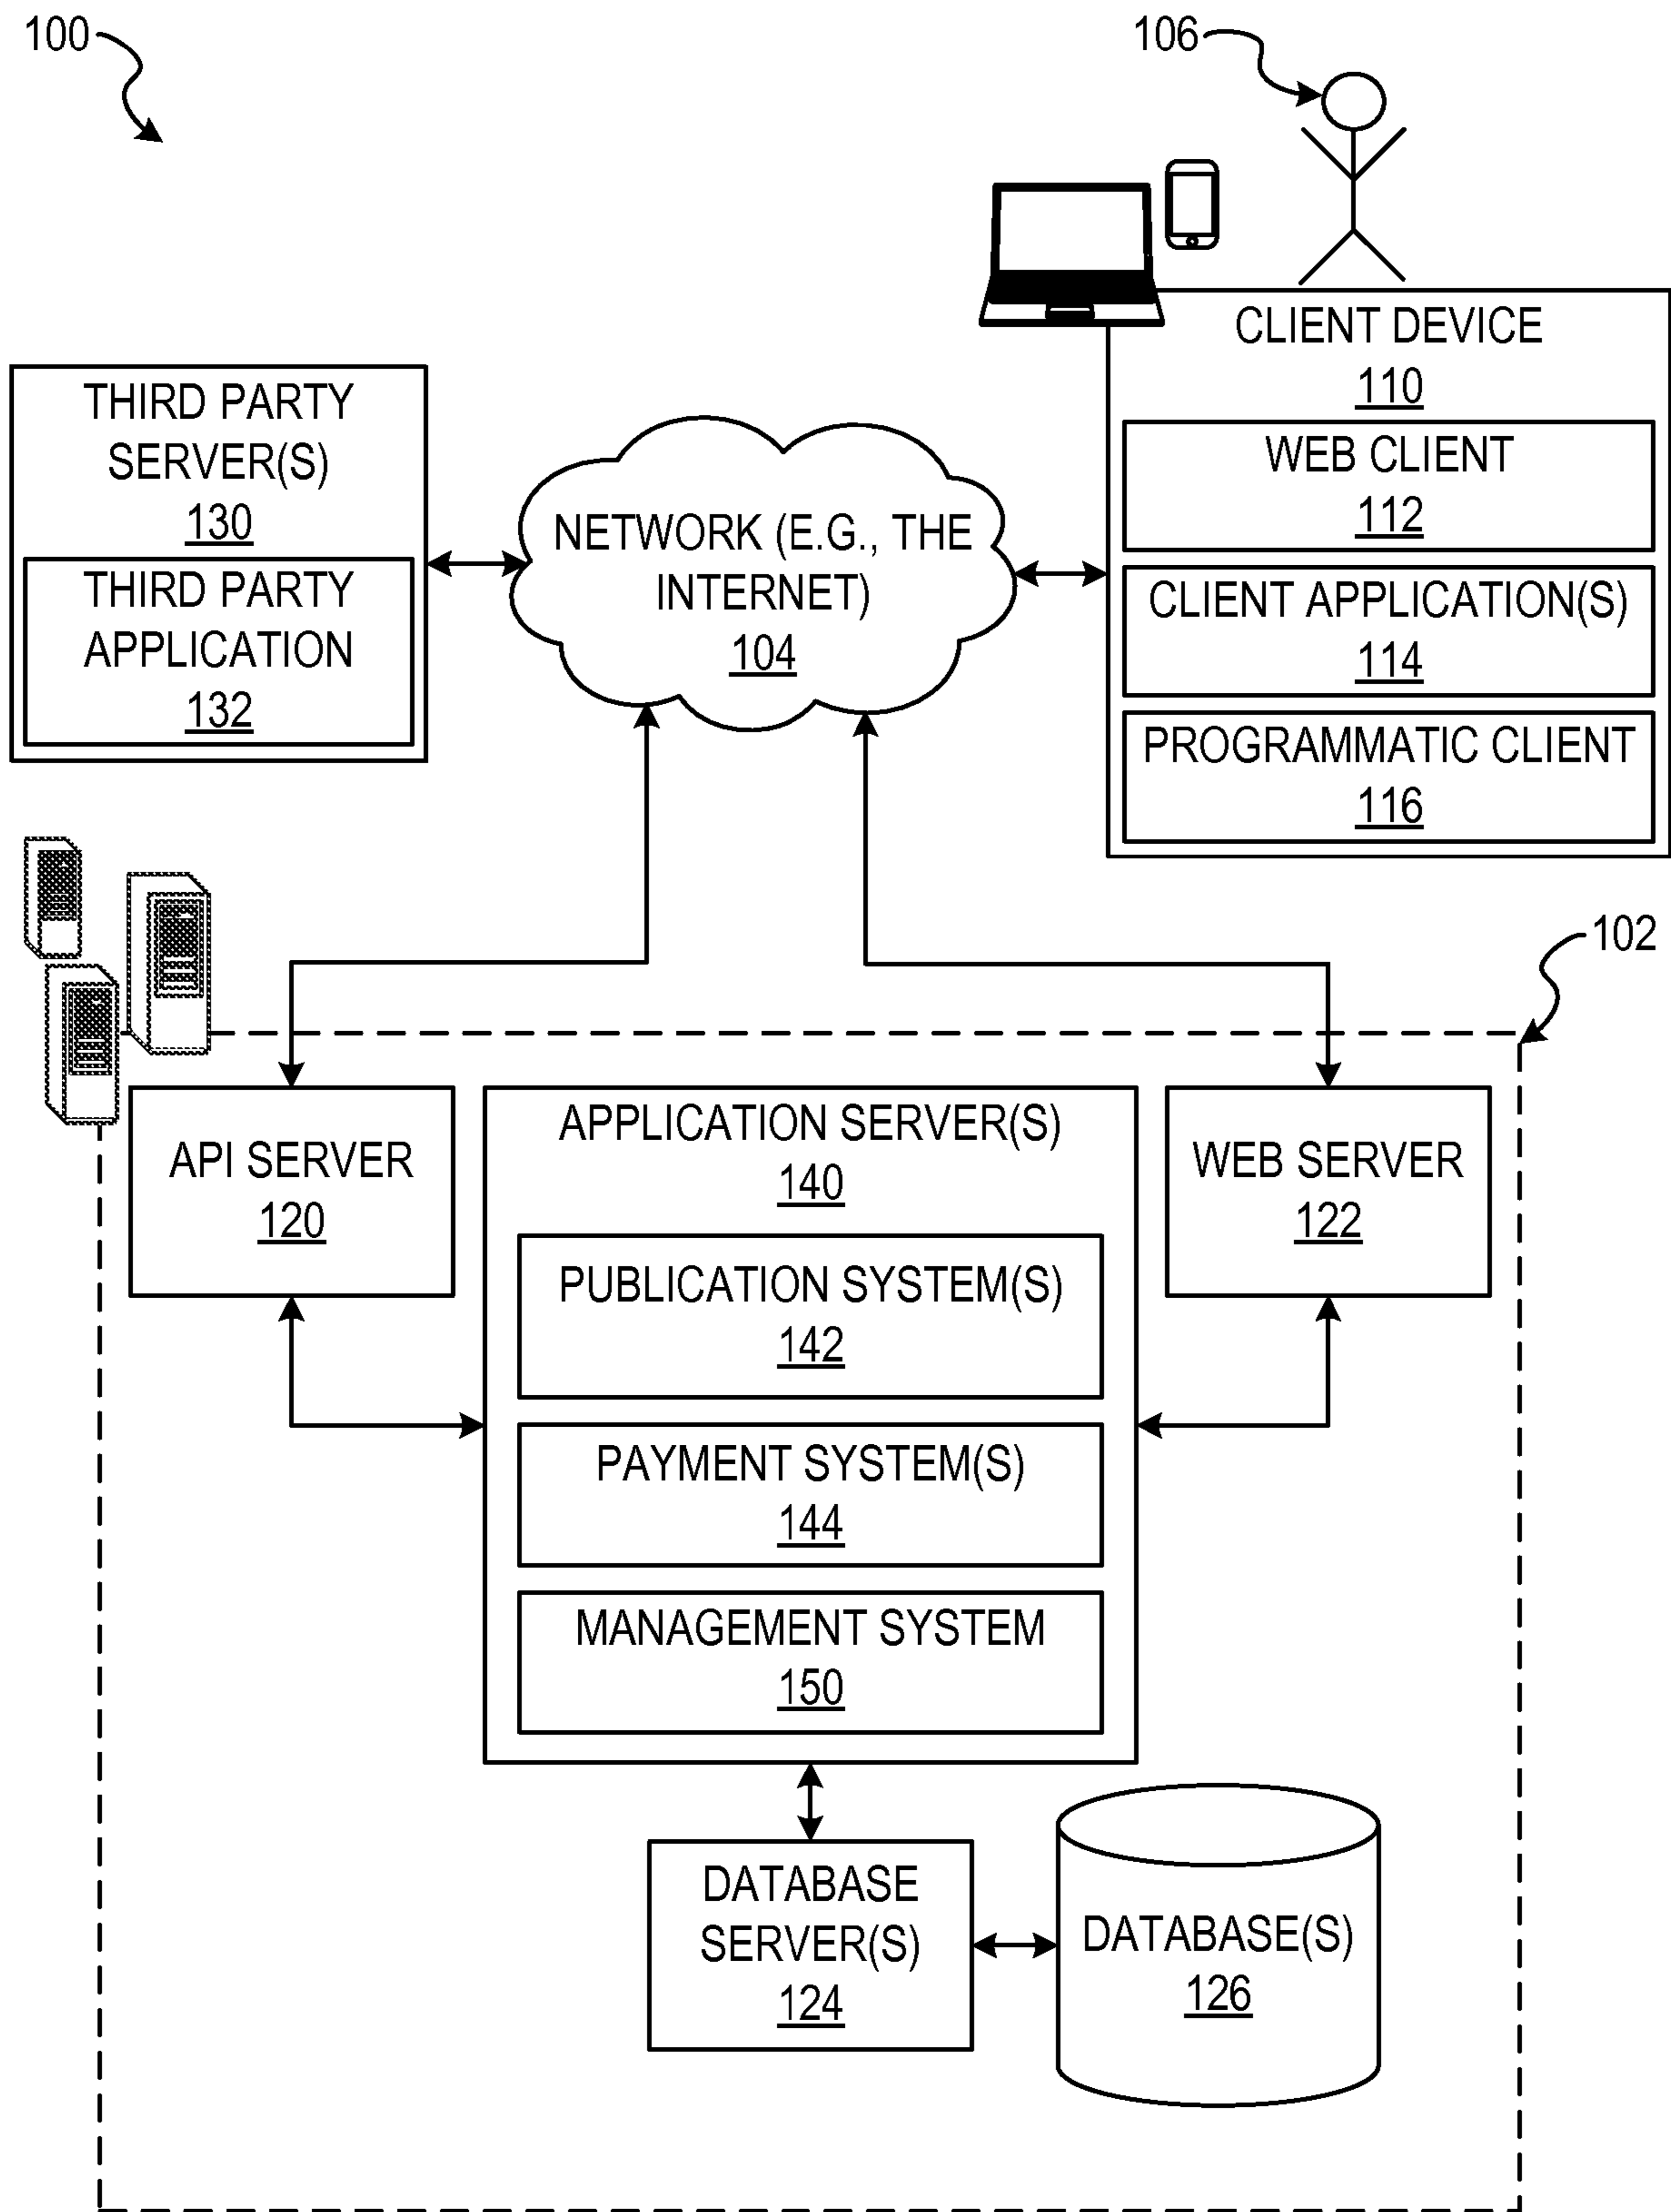 100
106
CLIENT DEVICE
110
WEB CLIENT
112
CLIENT APPLICATION(S)
114
PROGRAMMATIC CLIENT
116
THIRD PARTY
SERVER(S)
130
THIRD PARTY
APPLICATION
132
NETWORK (E.G., THE
INTERNET)
104
102
API SERVER
120
APPLICATION SERVER(S)
140
PUBLICATION SYSTEM(S)
142
PAYMENT SYSTEM(S)
144
MANAGEMENT SYSTEM
150
WEB SERVER
122
DATABASE
SERVER(S)
124
DATABASE(S)
126